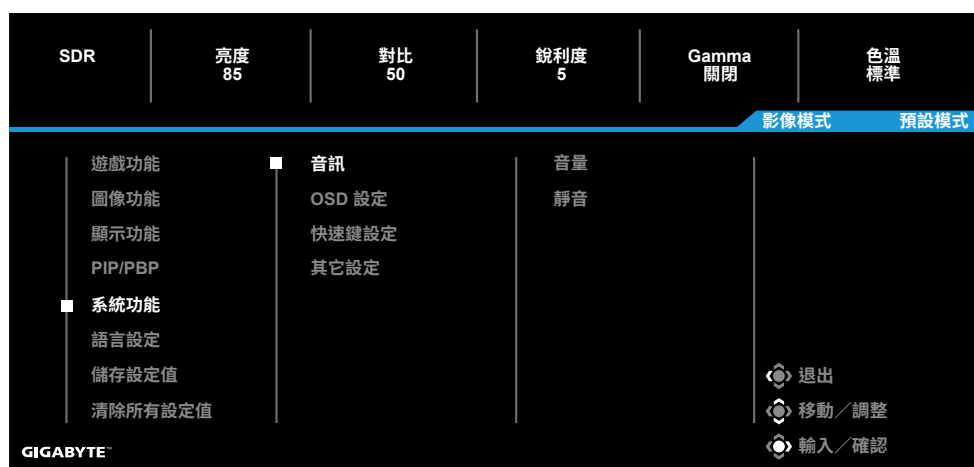 SDR
亮度
85
對比
50
銳利度
5
Gamma
關閉
色溫
標準
影像模式 預設模式
遊戲功能
圖像功能
顯示功能
PIP/PBP
系統功能
語言設定
儲存設定值
清除所有設定值
音訊
OSD 設定
快速鍵設定
其它設定
音量
靜音
退出
移動／調整
輸入／確認
GIGABYTE™